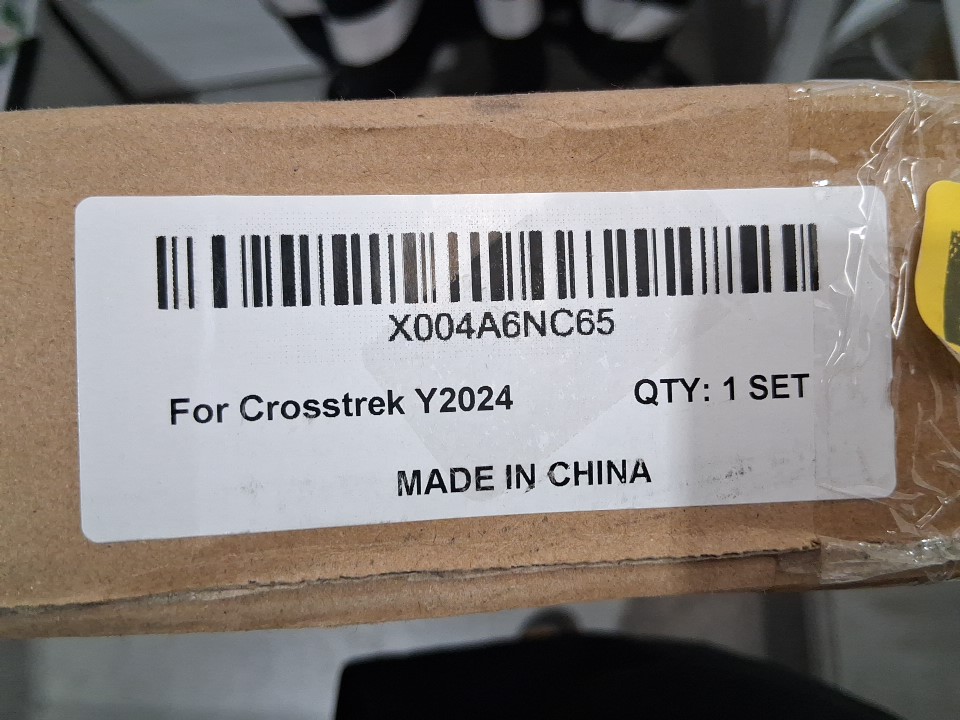 X004A6NC65
For Crosstrek Y2024 QTY: 1 SET
MADE IN CHINA